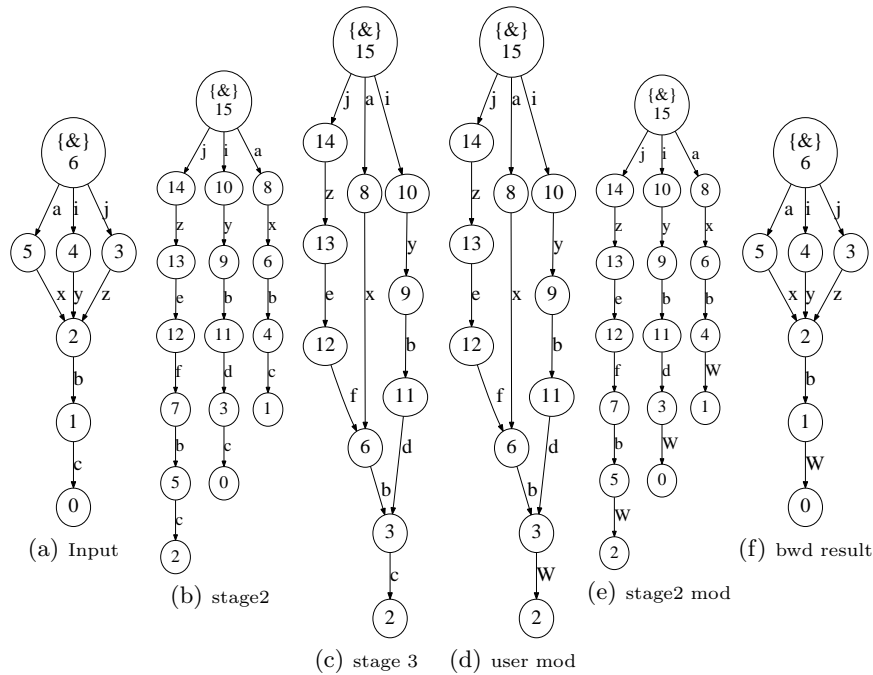 {&}
6
a
i
j
5
4
3
x
y
z
2
b
1
c
0
(a) Input
{&}
15
j
i
a
14
10
8
z
y
x
13
9
6
e
b
b
12
11
4
f
d
c
7
3
1
b
c
5
0
c
2
(b) stage2
{&}
15
j
a
i
14
8
10
z
y
13
9
e
x
b
12
11
f
d
6
b
3
c
2
(c) stage 3
{&}
15
j
a
i
14
8
10
z
y
13
9
e
x
b
12
11
f
d
6
b
3
W
2
(d) user mod
{&}
15
j
i
a
14
10
8
z
y
x
13
9
6
e
b
b
12
11
4
f
d
W
7
3
1
b
W
5
0
W
2
(e) stage2 mod
{&}
6
a
i
j
5
4
3
x
y
z
2
b
1
W
0
(f) bwd result